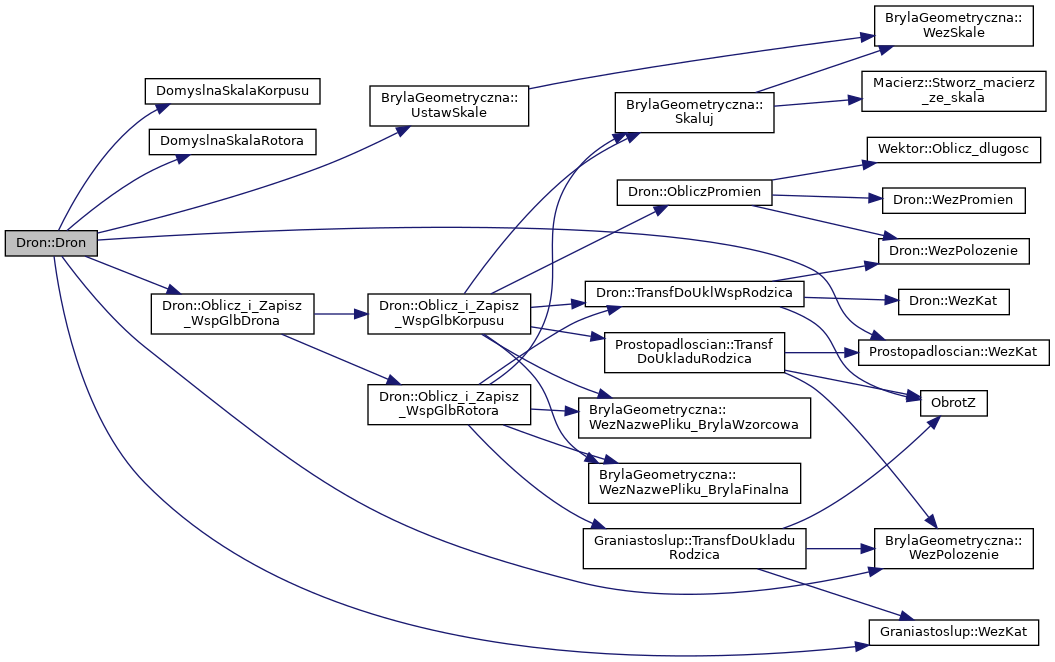 Dron::Dron
DomyslnaSkalaKorpusu
DomyslnaSkalaRotora
BrylaGeometryczna::
UstawSkale
Dron::Oblicz_i_Zapisz
_WspGlbDrona
Dron::Oblicz_i_Zapisz
_WspGlbKorpusu
Dron::Oblicz_i_Zapisz
_WspGlbRotora
BrylaGeometryczna::
Skaluj
Dron::ObliczPromien
Dron::TransfDoUklWspRodzica
Prostopadloscian::Transf
DoUkladuRodzica
BrylaGeometryczna::
WezNazwePliku_BrylaWzorcowa
BrylaGeometryczna::
WezNazwePliku_BrylaFinalna
Graniastoslup::TransfDoUkladu
Rodzica
BrylaGeometryczna::
WezSkale
Macierz::Stworz_macierz
_ze_skala
Wektor::Oblicz_dlugosc
Dron::WezPromien
Dron::WezPolozenie
Dron::WezKat
Prostopadloscian::WezKat
ObrotZ
BrylaGeometryczna::
WezPolozenie
Graniastoslup::WezKat